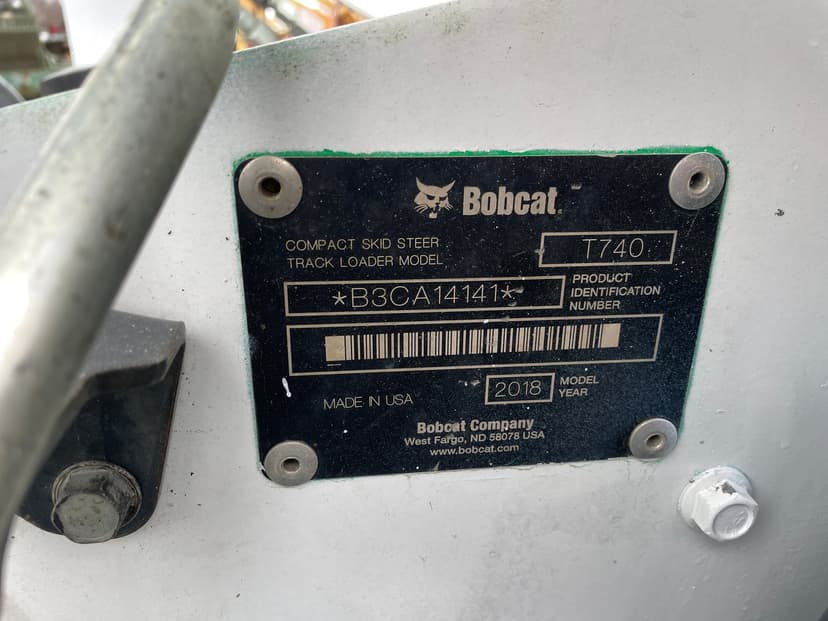 Bobcat.
COMPACT SKID STEER
TRACK LOADER MODEL
T740
*B3CA14141*
PRODUCT
IDENTIFICATION
NUMBER
MADE IN USA
2018
MODEL
YEAR
Bobcat Company
West Fargo, ND 58078 USA
www.bobcat.com